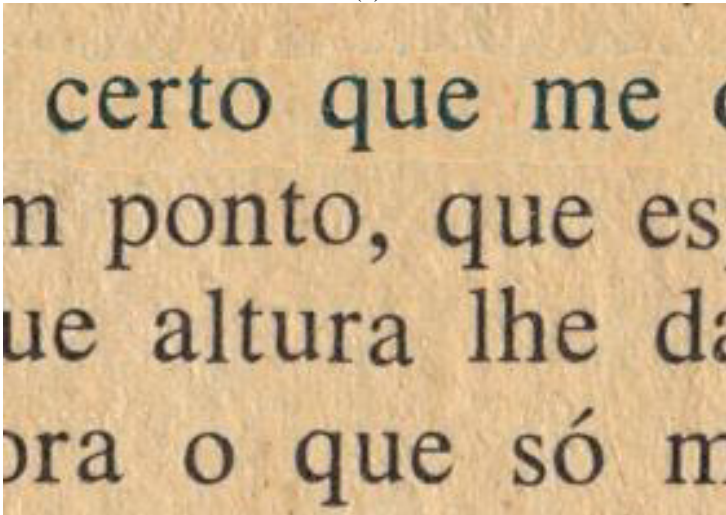 certo que me
m ponto, que es
ue altura lhe da
ora o que só m